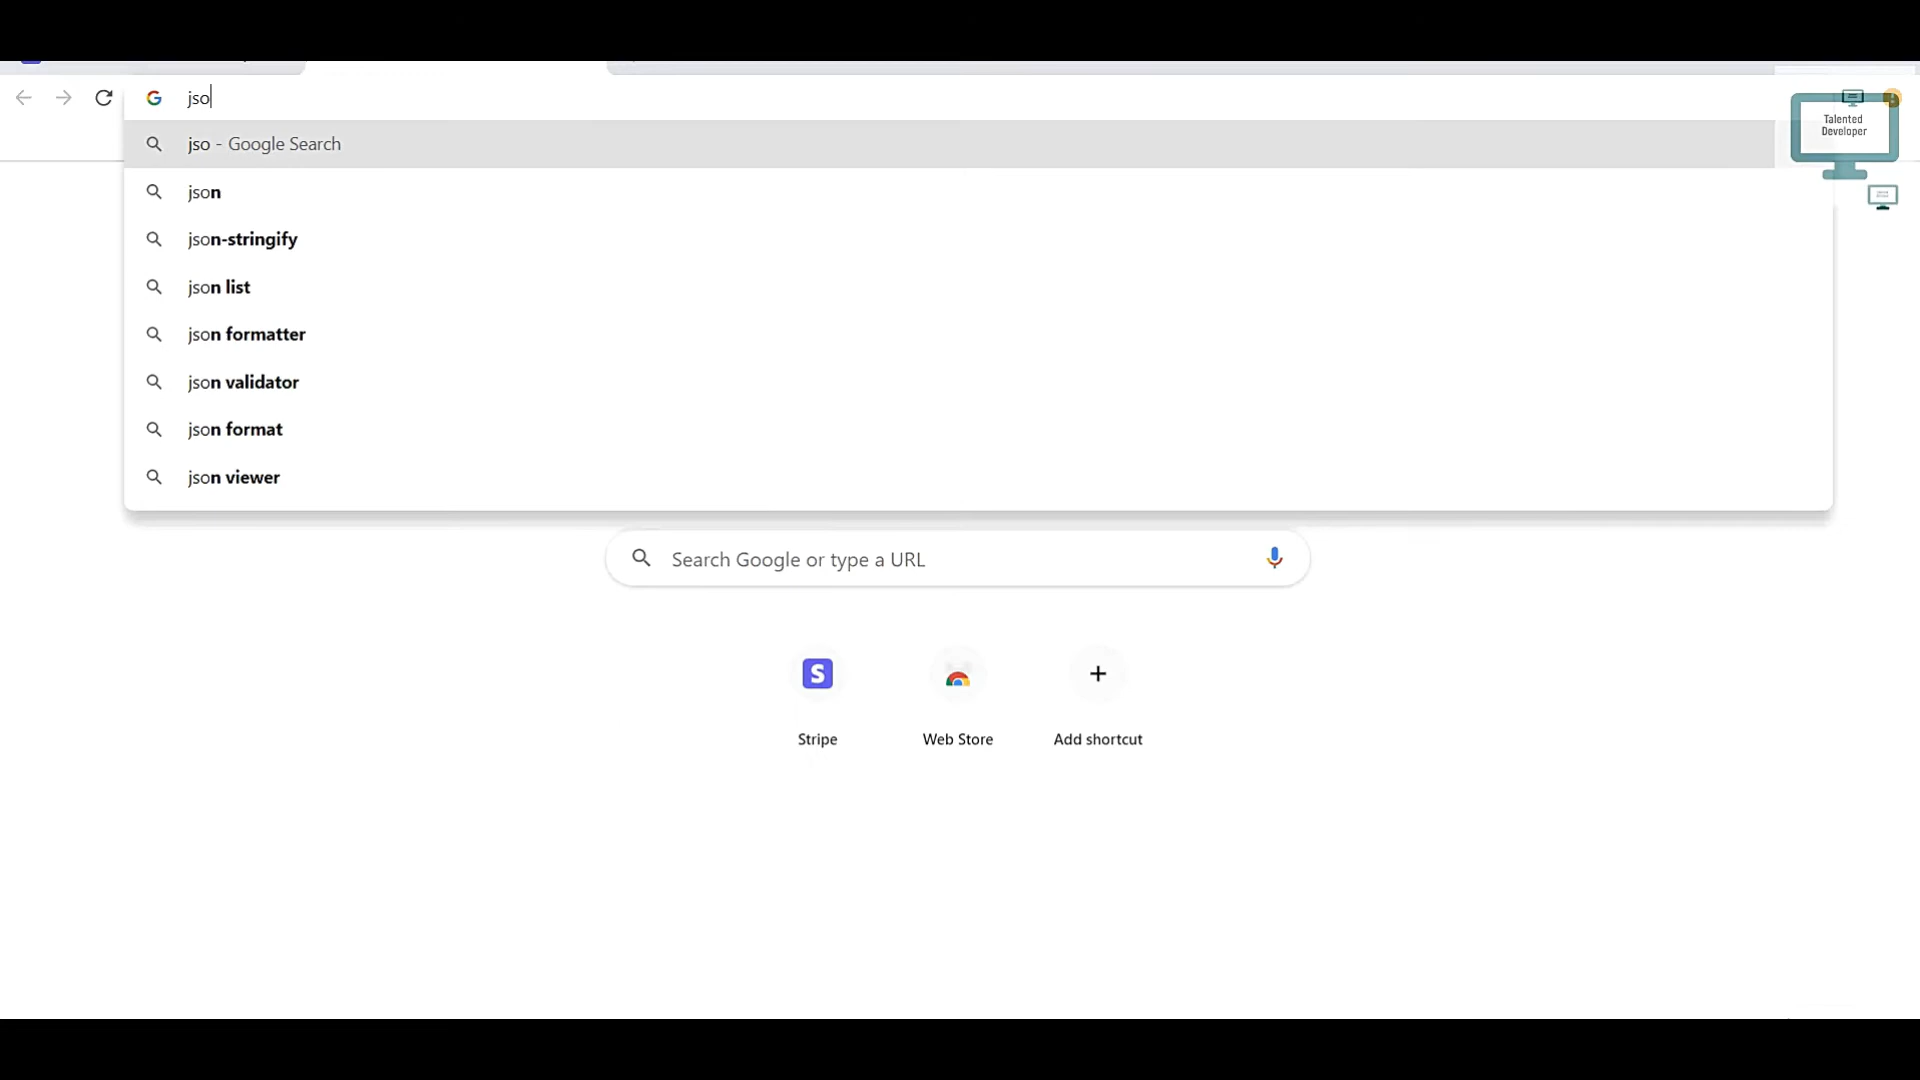 jso
jso - Google Search
json
json-stringify
json list
json formatter
json validator
json format
json viewer
Talented
Developer
Search Google or type a URL
S
Stripe
Web Store
Add shortcut